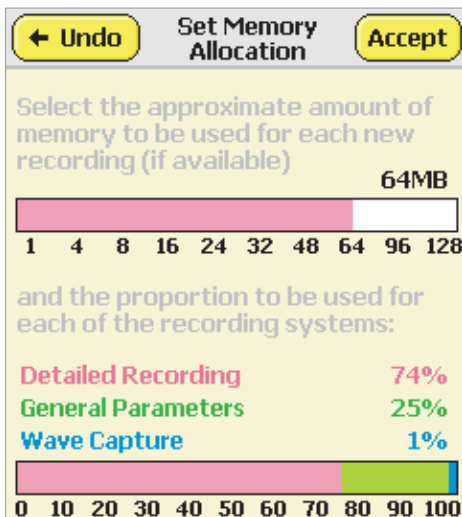 ← Undo
Set Memory
Allocation
Accept
Select the approximate amount of
memory to be used for each new
recording (if available)
64MB
1 4 8 16 24 32 48 64 96 128
and the proportion to be used for
each of the recording systems:
Detailed Recording 74%
General Parameters 25%
Wave Capture 1%
0 10 20 30 40 50 60 70 80 90 100